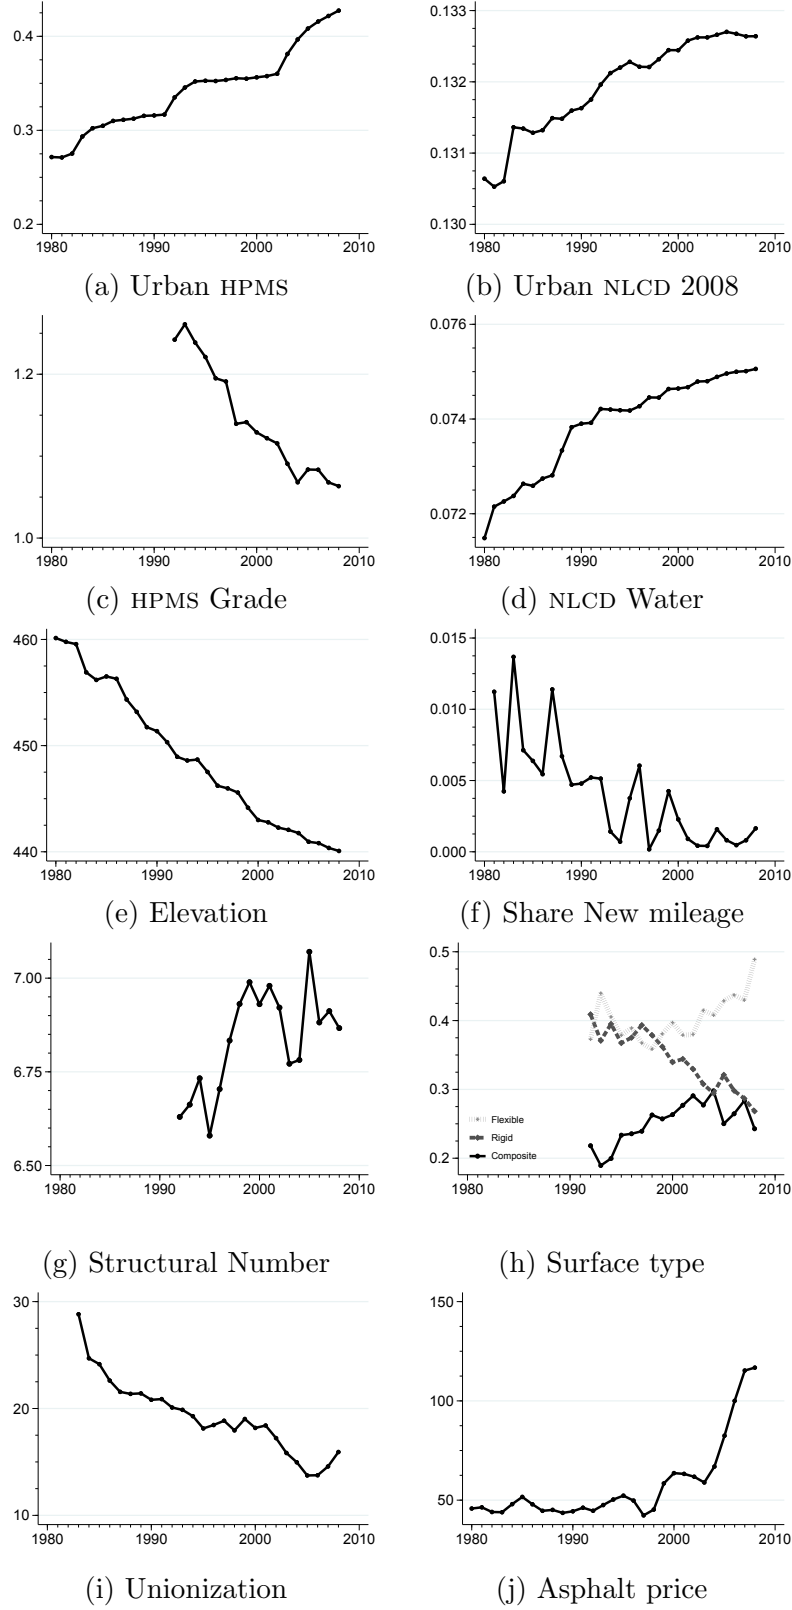 0.4
0.3
0.2
1980 1990 2000 2010
(a) Urban HPMS
0.133
0.132
0.131
0.130
1980 1990 2000 2010
(b) Urban NLCD 2008
1.2
1.0
1980 1990 2000 2010
(c) HPMS Grade
0.076
0.074
0.072
1980 1990 2000 2010
(d) NLCD Water
460
450
440
1980 1990 2000 2010
(e) Elevation
0.015
0.010
0.005
0.000
1980 1990 2000 2010
(f) Share New mileage
7.00
6.75
6.50
1980 1990 2000 2010
(g) Structural Number
0.5
0.4
0.3
0.2
Flexible
Rigid
Composite
1980 1990 2000 2010
(h) Surface type
30
20
10
1980 1990 2000 2010
(i) Unionization
150
100
50
1980 1990 2000 2010
(j) Asphalt price